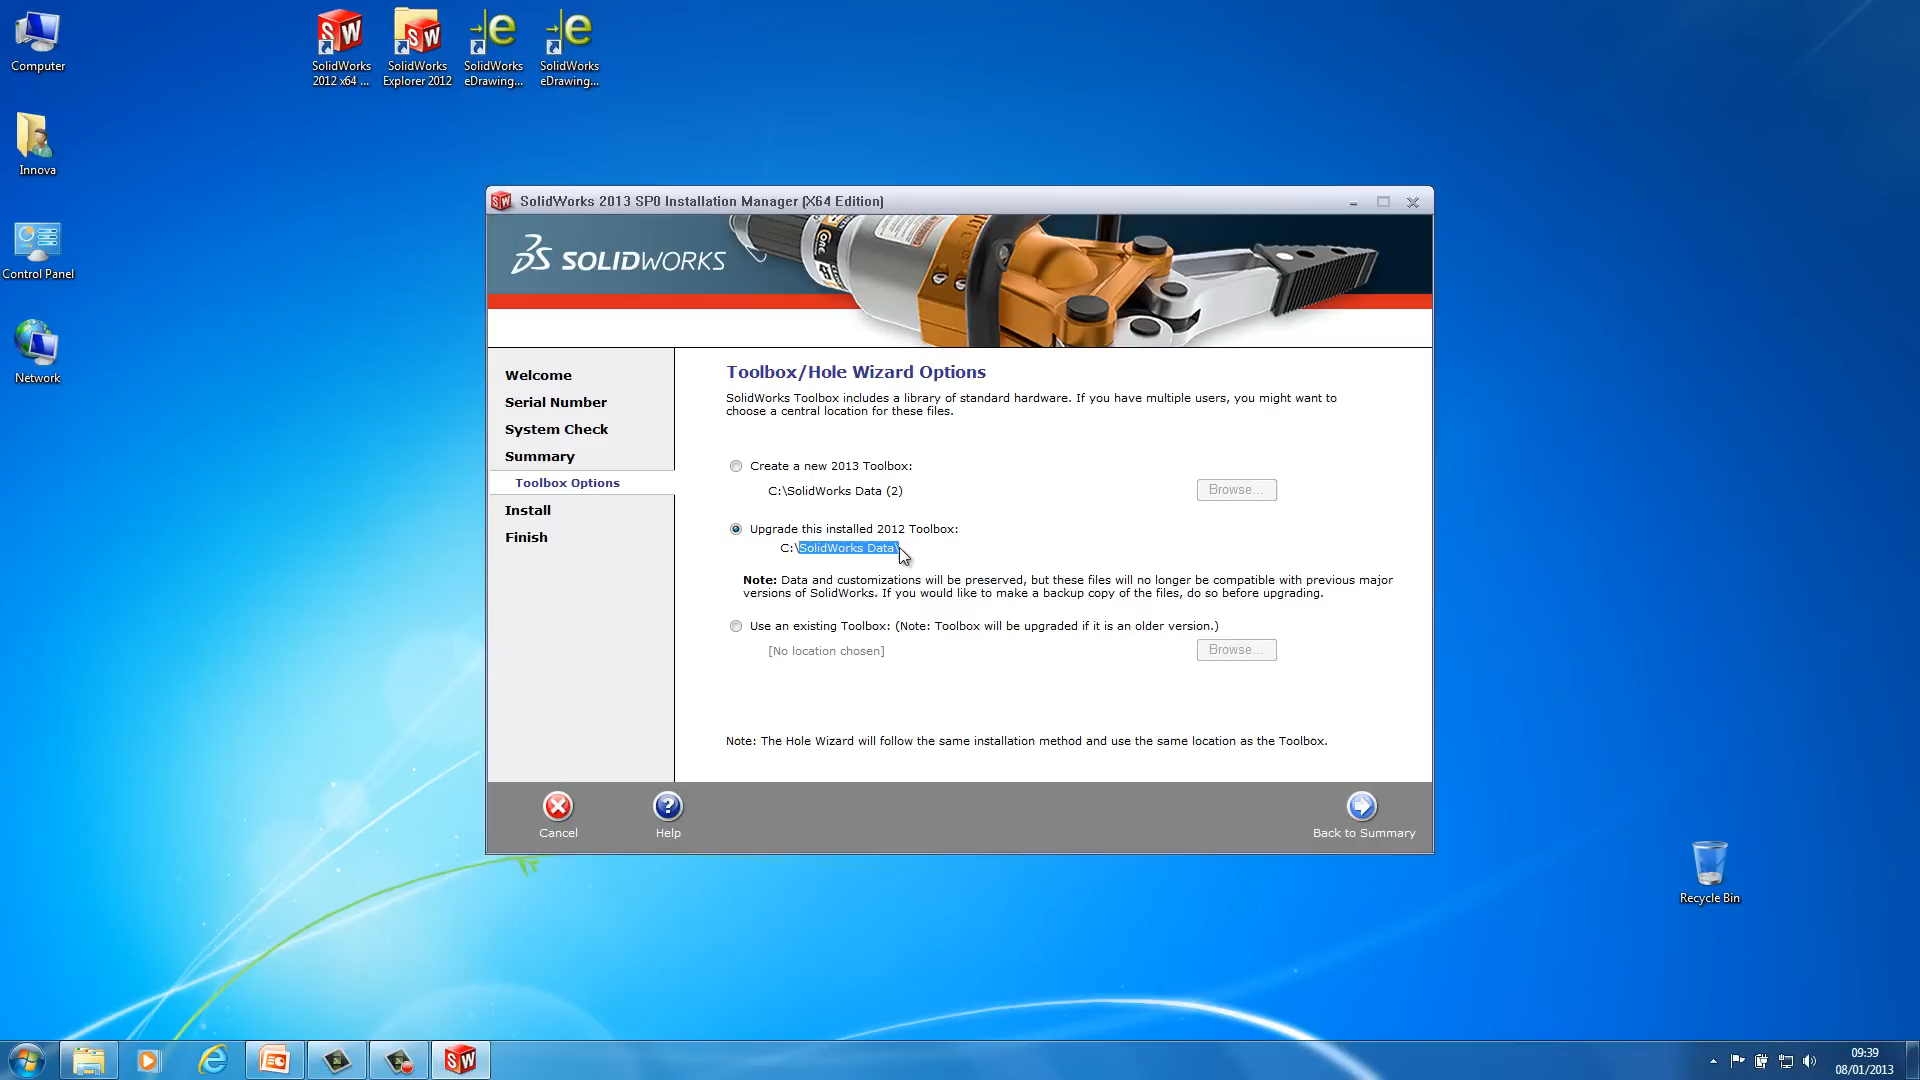 Computer
SolidWorks
2012 x64 ...
SolidWorks
Explorer 2012
SolidWorks
eDrawing...
SolidWorks
eDrawing...
Innova
Control Panel
Network
SolidWorks 2013 SP0 Installation Manager (X64 Edition)
SOLIDWORKS
Welcome
Serial Number
System Check
Summary
Toolbox Options
Install
Finish
Toolbox/Hole Wizard Options
SolidWorks Toolbox includes a library of standard hardware. If you have multiple users, you might want to
choose a central location for these files.
Create a new 2013 Toolbox:
C:\SolidWorks Data (2)
Browse...
Upgrade this installed 2012 Toolbox:
C:\SolidWorks Data\
Note: Data and customizations will be preserved, but these files will no longer be compatible with previous major
versions of SolidWorks. If you would like to make a backup copy of the files, do so before upgrading.
Use an existing Toolbox: (Note: Toolbox will be upgraded if it is an older version.)
[No location chosen]
Browse...
Note: The Hole Wizard will follow the same installation method and use the same location as the Toolbox.
Cancel
Help
Back to Summary
Recycle Bin
09:39
08/01/2013